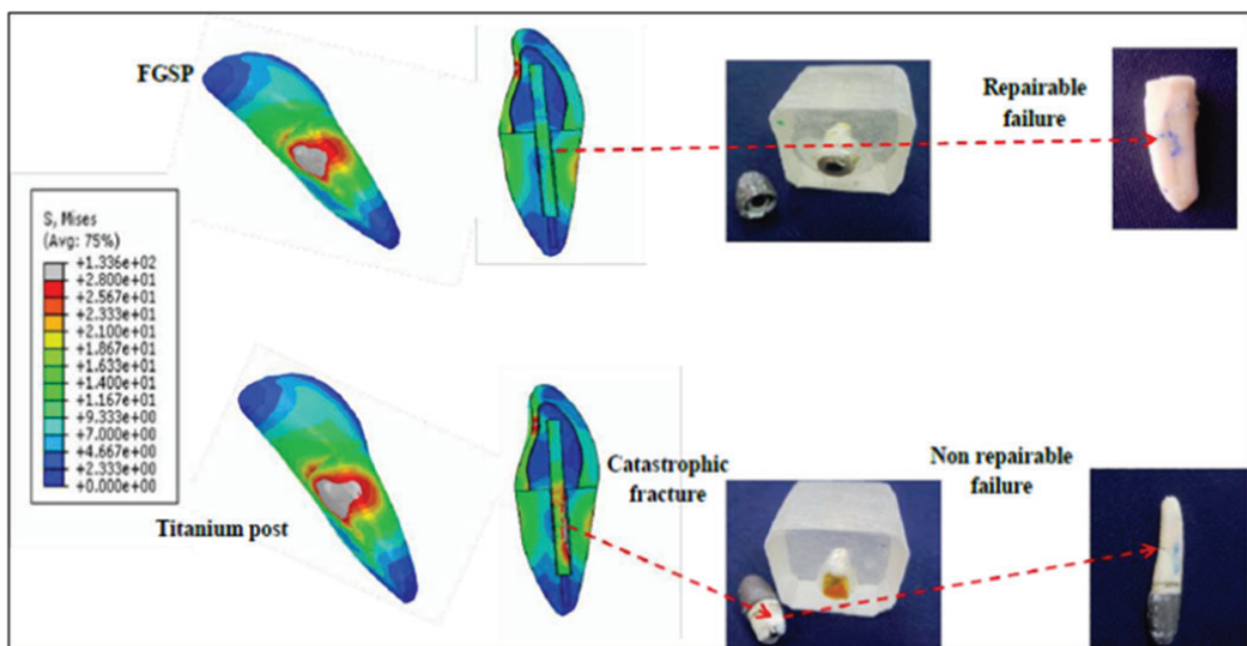 FGSP
Repairable
failure
S, Mises
(Avg: 75%)
+1.336e+02
+2.800e+01
+2.567e+01
+2.333e+01
+2.100e+01
+1.867e+01
+1.633e+01
+1.400e+01
+1.167e+01
+9.333e+00
+7.000e+00
+4.667e+00
+2.333e+00
+0.000e+00
Titanium post
Catastrophic
fracture
Non repairable
failure